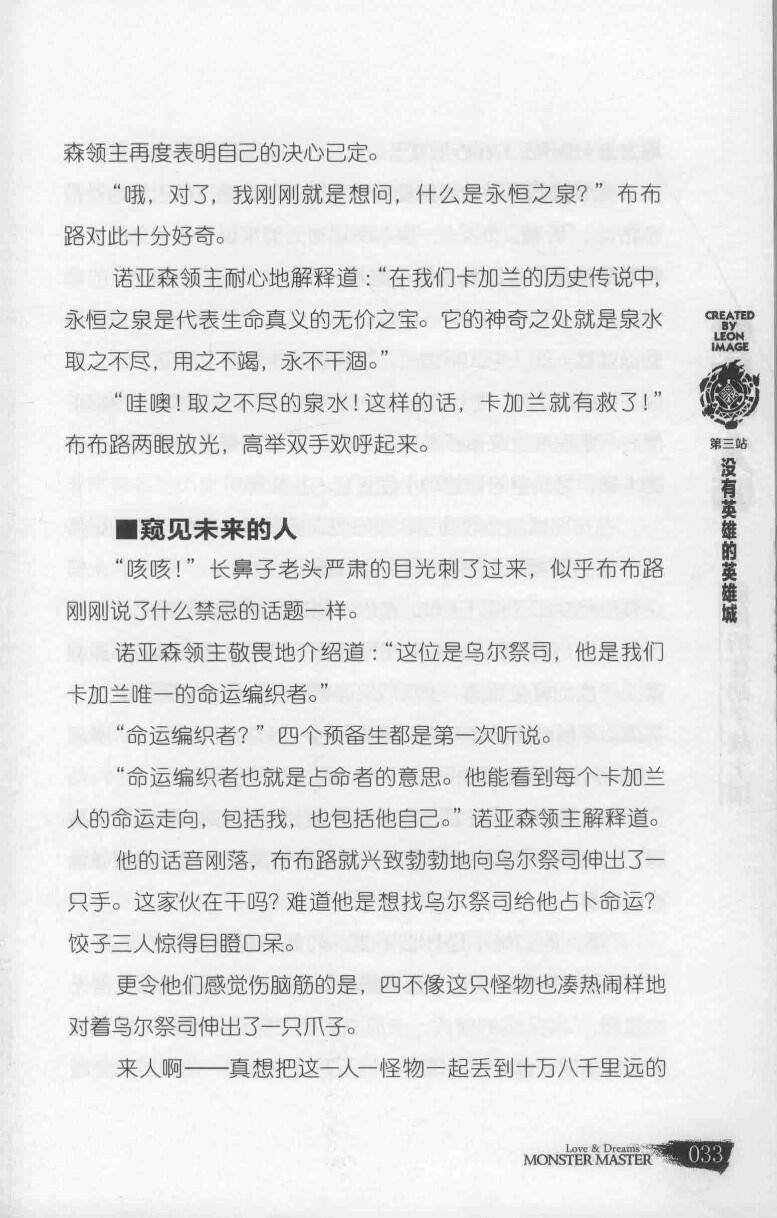 森领主再度表明自己的决心已定。
“哦，对了，我刚刚就是想问，什么是永恒之泉？”布布
路对此十分好奇。
诺亚森领主耐心地解释道：“在我们卡加兰的历史传说中，
永恒之泉是代表生命真义的无价之宝。它的神奇之处就是泉水
取之不尽，用之不竭，永不干涸。”
“哇噢！取之不尽的泉水！这样的话，卡加兰就有救了！”
布布路两眼放光，高举双手欢呼起来。
■窥见未来的人
“咳咳！”长鼻子老头严肃的目光刺了过来，似乎布布路
刚刚说了什么禁忌的话题一样。
诺亚森领主敬畏地介绍道：“这位是乌尔祭司，他是我们
卡加兰唯一的命运编织者。”
“命运编织者？”四个预备生都是第一次听说。
“命运编织者也就是占命者的意思。他能看到每个卡加兰
人的命运走向，包括我，也包括他自己。”诺亚森领主解释道。
他的话音刚落，布布路就兴致勃勃地向乌尔祭司伸出了一
只手。这家伙在干吗？难道他是想找乌尔祭司给他占卜命运？
饺子三人惊得目瞪口呆。
更令他们感觉伤脑筋的是，四不像这只怪物也凑热闹样地
对着乌尔祭司伸出了一只爪子。
来人啊——真想把这一人一怪物一起丢到十万八千里远的
CREATED
BY
LEON
IMAGE
第三站
没有英雄的英雄城
Love & Dreams
MONSTER MASTER
033